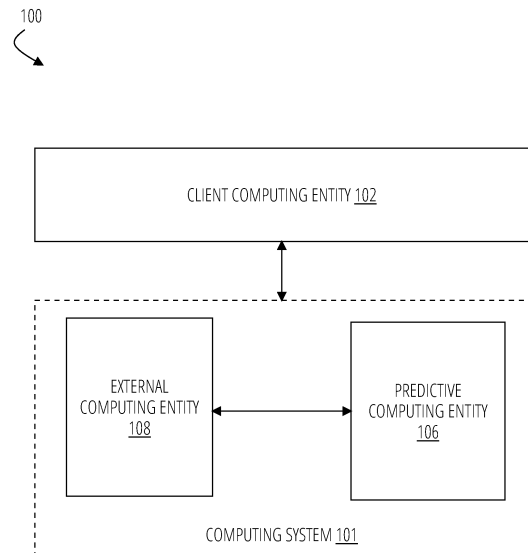 100
CLIENT COMPUTING ENTITY 102
EXTERNAL
COMPUTING ENTITY
108
PREDICTIVE
COMPUTING ENTITY
106
COMPUTING SYSTEM 101